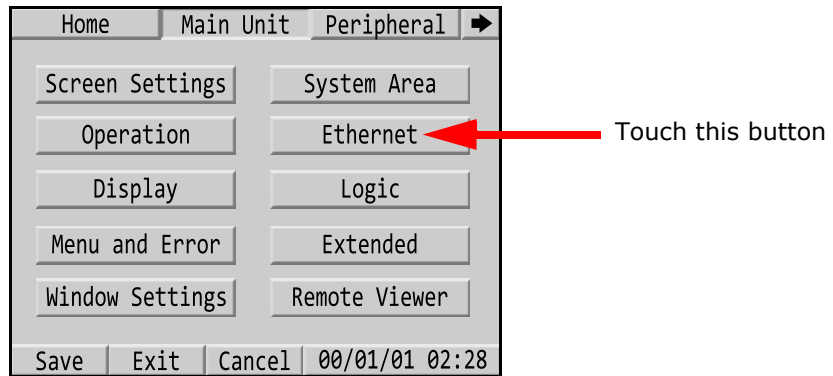 Home Main Unit Peripheral
Screen Settings System Area
Operation Ethernet Touch this button
Display Logic
Menu and Error Extended
Window Settings Remote Viewer
Save Exit Cancel 00/01/01 02:28